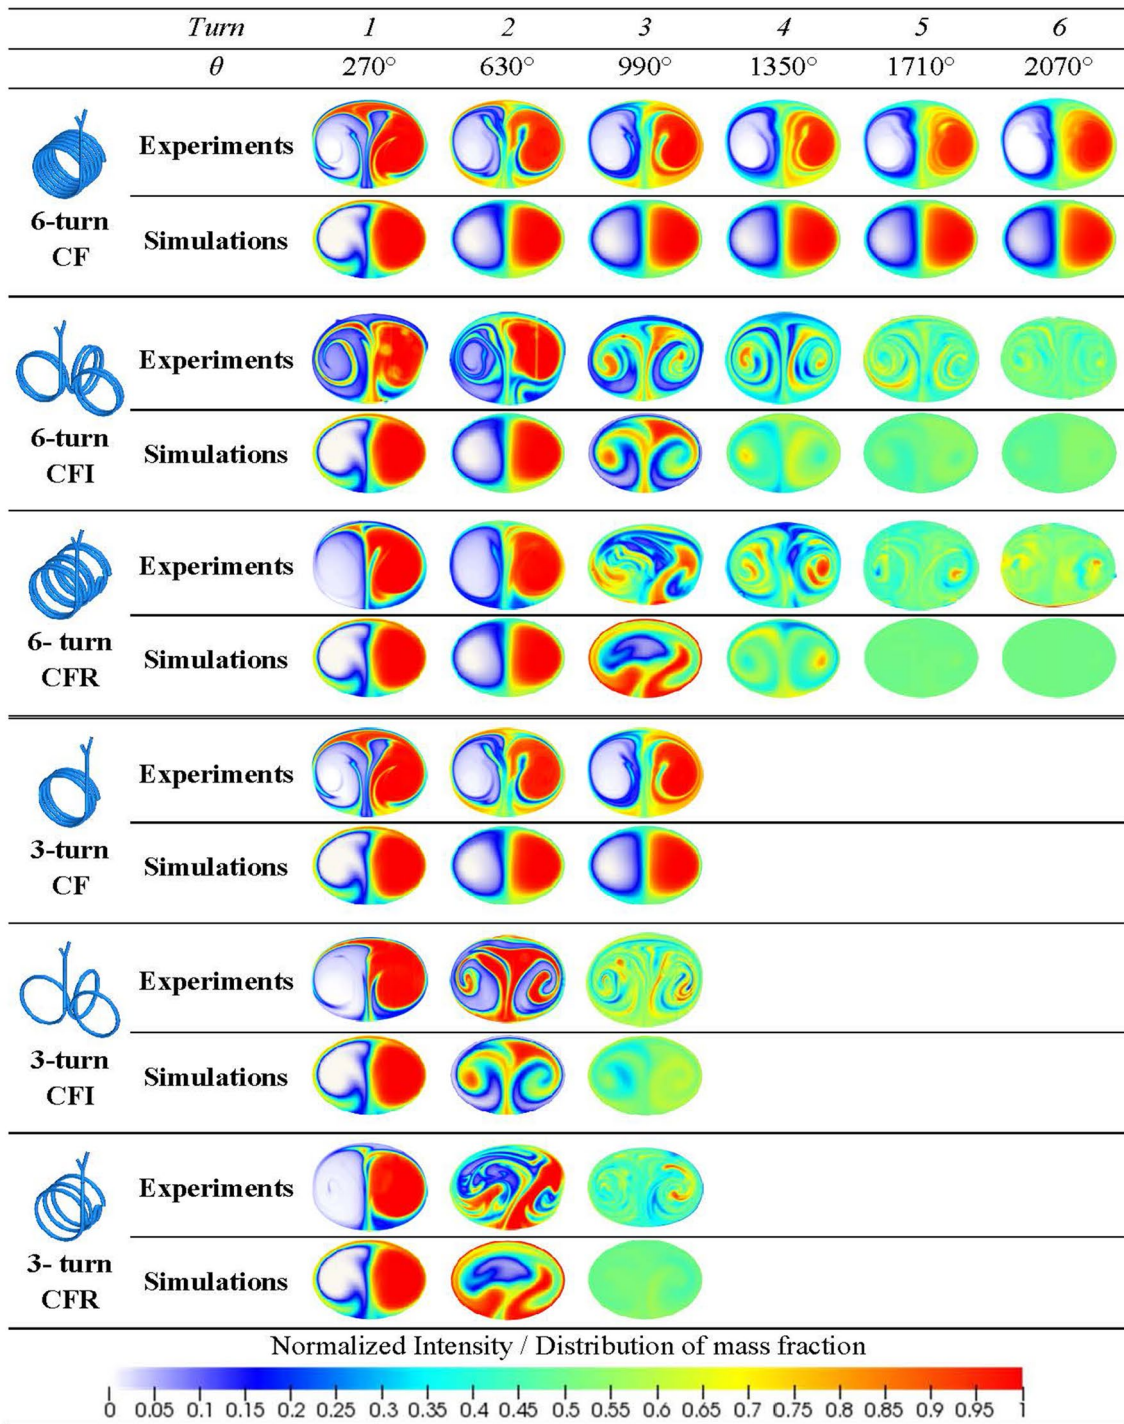 Turn 1 2 3 4 5 6
θ 270° 630° 990° 1350° 1710° 2070°
Experiments
6-turn
CF
Simulations
Experiments
6-turn
CFI
Simulations
Experiments
6- turn
CFR
Simulations
Experiments
3-turn
CF
Simulations
Experiments
3-turn
CFI
Simulations
Experiments
3- turn
CFR
Simulations
Normalized Intensity / Distribution of mass fraction
0 0.05 0.1 0.15 0.2 0.25 0.3 0.35 0.4 0.45 0.5 0.55 0.6 0.65 0.7 0.75 0.8 0.85 0.9 0.95 1